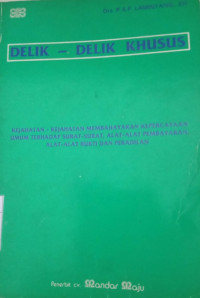 Drs. P.A.F. LAMINTANG, SH.
DELIK - DELIK KHUSUS
KEJAHATAN - KEJAHATAN MEMBAHAYAKAN KEPERCAYAAN
UMUM TERHADAP SURAT-SURAT, ALAT-ALAT PEMBAYARAN,
ALAT-ALAT BUKTI DAN PERADILAN
Penerbit CV. Mandar Maju